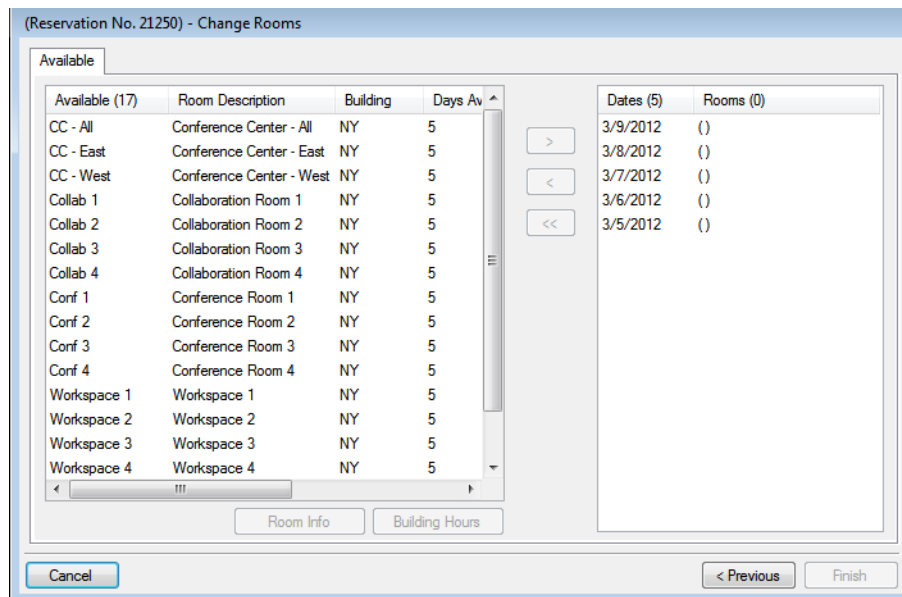 (Reservation No. 21250) - Change Rooms
Available
Available (17) Room Description Building Days Av
CC - All Conference Center - All NY 5
CC - East Conference Center - East NY 5
CC - West Conference Center - West NY 5
Collab 1 Collaboration Room 1 NY 5
Collab 2 Collaboration Room 2 NY 5
Collab 3 Collaboration Room 3 NY 5
Collab 4 Collaboration Room 4 NY 5
Conf 1 Conference Room 1 NY 5
Conf 2 Conference Room 2 NY 5
Conf 3 Conference Room 3 NY 5
Conf 4 Conference Room 4 NY 5
Workspace 1 Workspace 1 NY 5
Workspace 2 Workspace 2 NY 5
Workspace 3 Workspace 3 NY 5
Workspace 4 Workspace 4 NY 5
>
<
<<
Dates (5) Rooms (0)
3/9/2012 ()
3/8/2012 ()
3/7/2012 ()
3/6/2012 ()
3/5/2012 ()
Room Info Building Hours
Cancel < Previous Finish